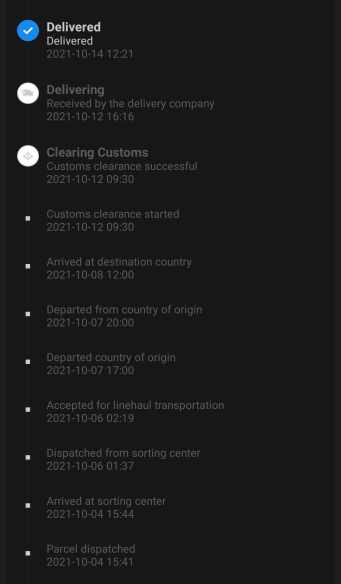 Delivered
Delivered
2021-10-14 12:21
Delivering
Received by the delivery company
2021-10-12 16:16
Clearing Customs
Customs clearance successful
2021-10-12 09:30
Customs clearance started
2021-10-12 09:30
Arrived at destination country
2021-10-08 12:00
Departed from country of origin
2021-10-07 20:00
Departed country of origin
2021-10-07 17:00
Accepted for linehaul transportation
2021-10-06 02:19
Dispatched from sorting center
2021-10-06 01:37
Arrived at sorting center
2021-10-04 15:44
Parcel dispatched
2021-10-04 15:41